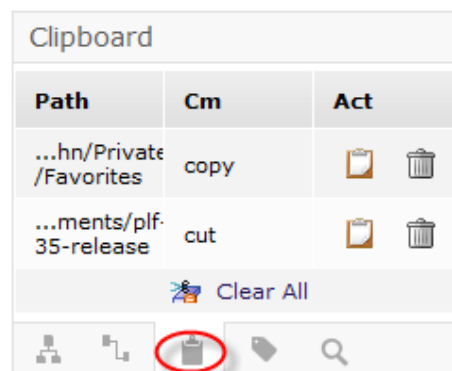 Clipboard
Path Cm Act
...hn/Private
/Favorites copy
...ments/plf-
35-release cut
Clear All